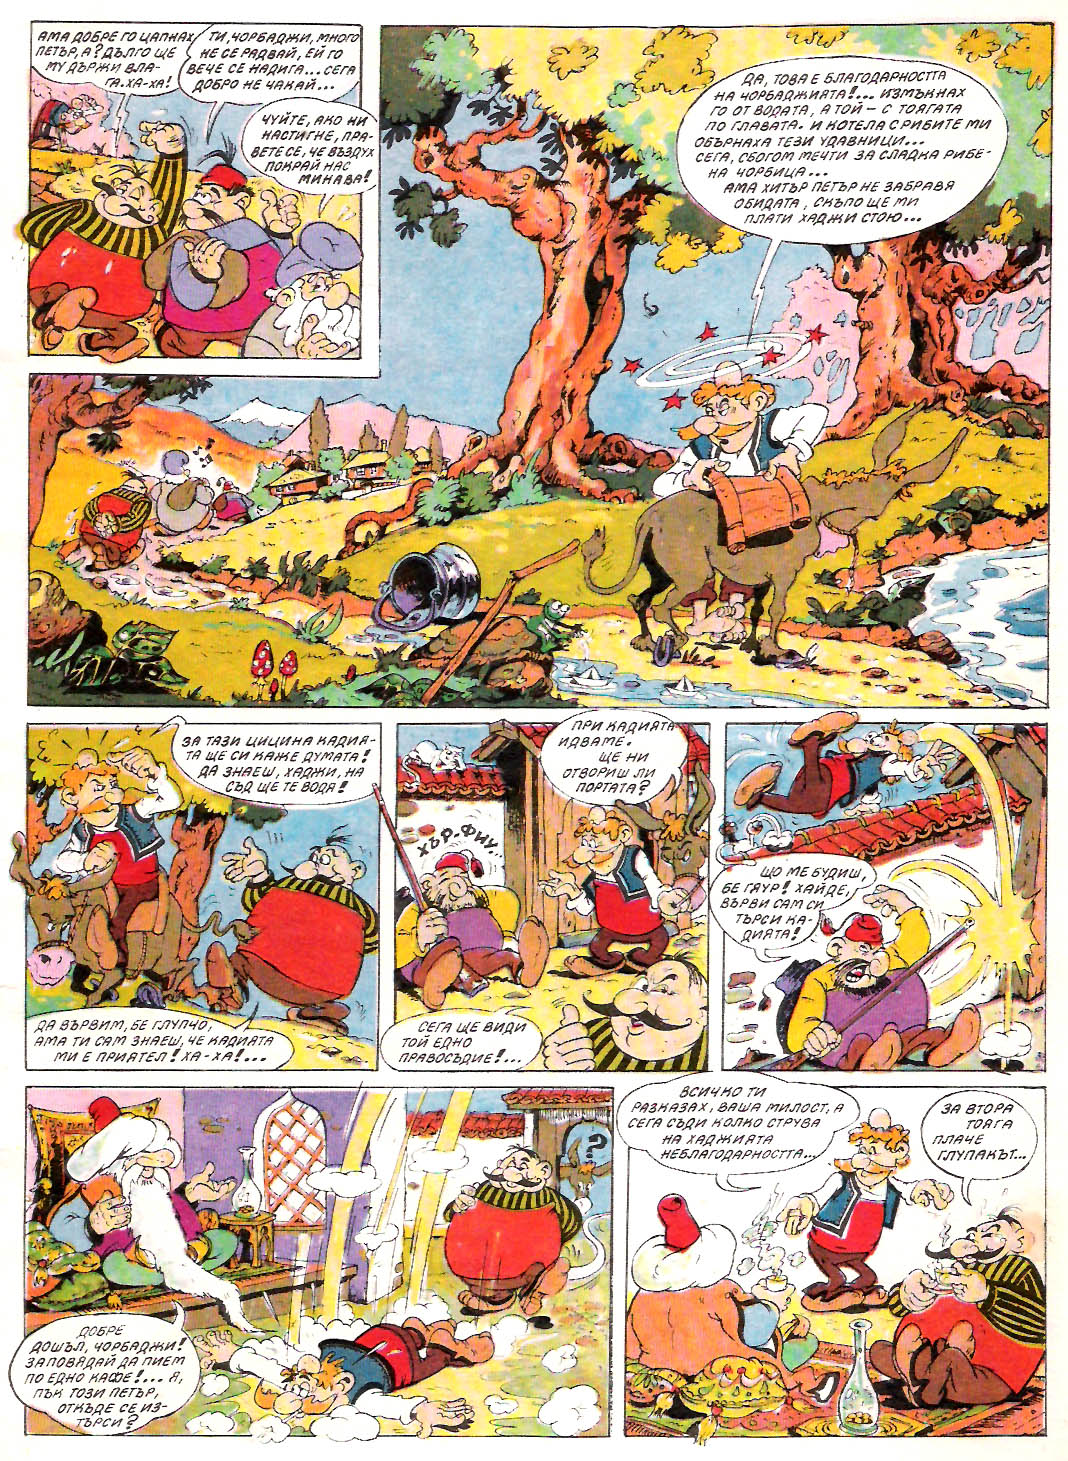 АМА ДОБРЕ ГО ЦАПНАХ
ПЕТЪР, А? ДЪЛГО ЩЕ
МУ ДЪРЖИ ВЛА-
ГА. ХА-ХА!
ТИ, ЧОРБАДЖИ, МНОГО
НЕ СЕ РАДВАЙ, ЕЙ ГО
ВЕЧЕ СЕ НАДИГА... СЕГА
ДОБРО НЕ ЧАКАЙ...
ЧУЙТЕ, АКО НИ
НАСТИГНЕ, ПРА-
ВЕТЕ СЕ, ЧЕ ВЪЗДУХ
ПОКРАЙ НАС
МИНАВА!
ДА, ТОВА Е БЛАГОДАРНОСТТА
НА ЧОРБАДЖИЯТА!... ИЗМЪКНАХ
ГО ОТ ВОДАТА, А ТОЙ – С ТОЯГАТА
ПО ГЛАВАТА. И КОТЕЛА С РИБИТЕ МИ
ОБЪРНАХА ТЕЗИ УДАВНИЦИ...
СЕГА, СБОГОМ МЕЧТИ ЗА СЛАДКА РИБЕ-
НА ЧОРБИЦА...
АМА ХИТЪР ПЕТЪР НЕ ЗАБРАВЯ
ОБИДАТА, СКЪПО ЩЕ МИ
ПЛАТИ ХАДЖИ СТОЮ...
ЗА ТАЗИ ЦИЦИНА КАДИЯ-
ТА ЩЕ СИ КАЖЕ ДУМАТА!
ДА ЗНАЕШ, ХАДЖИ, НА
СЪД ЩЕ ТЕ ВОДЯ!
ДА ВЪРВИМ, БЕ ГЛУПЧО,
АМА ТИ САМ ЗНАЕШ, ЧЕ КАДИЯТА
МИ Е ПРИЯТЕЛ! ХА-ХА!...
ПРИ КАДИЯТА
ИДВАМЕ.
ЩЕ НИ
ОТВОРИШ ЛИ
ПОРТАТА?
ХЪР-ФИУ...
СЕГА ЩЕ ВИДИ
ТОЙ ЕДНО
ПРАВОСЪДИЕ!...
ЩО МЕ БУДИШ,
БЕ ГЯУР! ХАЙДЕ,
ВЪРВИ САМ СИ
ТЪРСИ КА-
ДИЯТА!
ДОБРЕ
ДОШЪЛ, ЧОРБАДЖИ!
ЗАПОВЯДАЙ ДА ПИЕМ
ПО ЕДНО КАФЕ!... Я,
ПЪК ТОЗИ ПЕТЪР,
ОТКЪДЕ СЕ ИЗ-
ТЪРСИ?
?
ВСИЧКО ТИ
РАЗКАЗАХ, ВАША МИЛОСТ, А
СЕГА СЪДИ КОЛКО СТРУВА
НА ХАДЖИЯТА
НЕБЛАГОДАРНОСТТА...
ЗА ВТОРА
ТОЯГА
ПЛАЧЕ
ГЛУПАКЪТ...